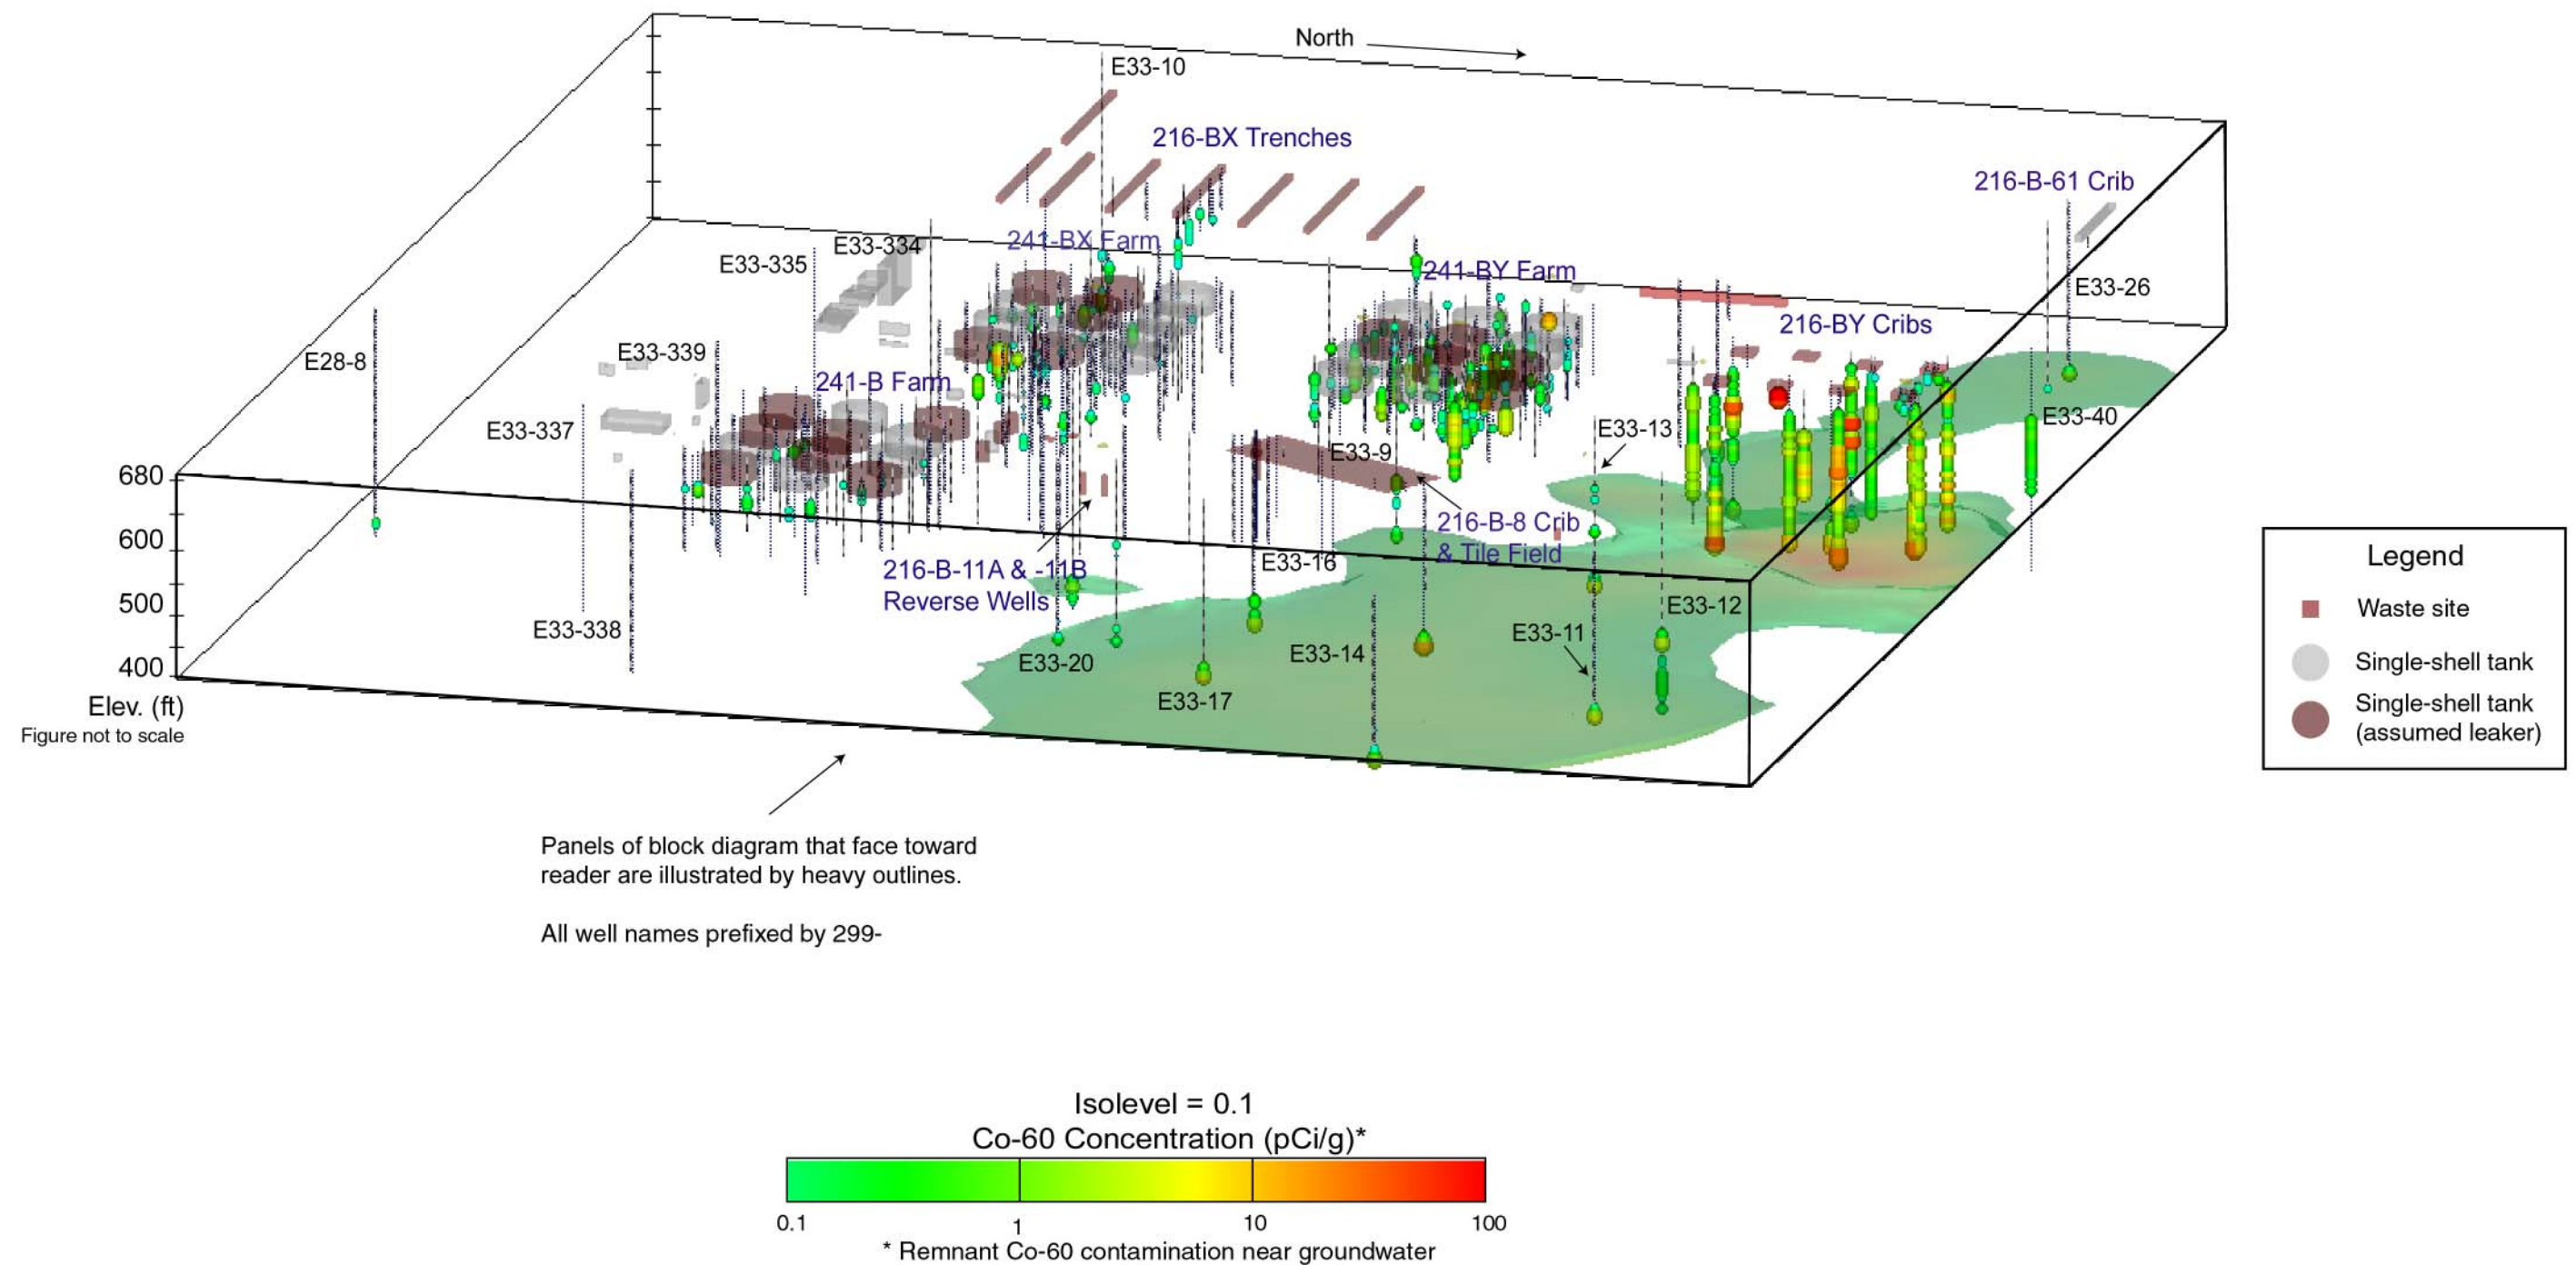 North
E33-10
216-BX Trenches
216-B-61 Crib
E33-334
241-BX Farm
E33-335
241-BY Farm
E33-26
216-BY Cribs
E33-339
E28-8
241-B Farm
E33-40
E33-13
E33-337
E33-9
680
216-B-8 Crib
& Tile Field
600
E33-16
216-B-11A & -11B
Reverse Wells
500
E33-12
E33-338
E33-11
E33-14
E33-20
400
E33-17
Elev. (ft)
Figure not to scale
Legend
Waste site
Single-shell tank
Single-shell tank
(assumed leaker)
Panels of block diagram that face toward
reader are illustrated by heavy outlines.
All well names prefixed by 299-
Isolevel = 0.1
Co-60 Concentration (pCi/g)*
0.1 1 10 100
* Remnant Co-60 contamination near groundwater